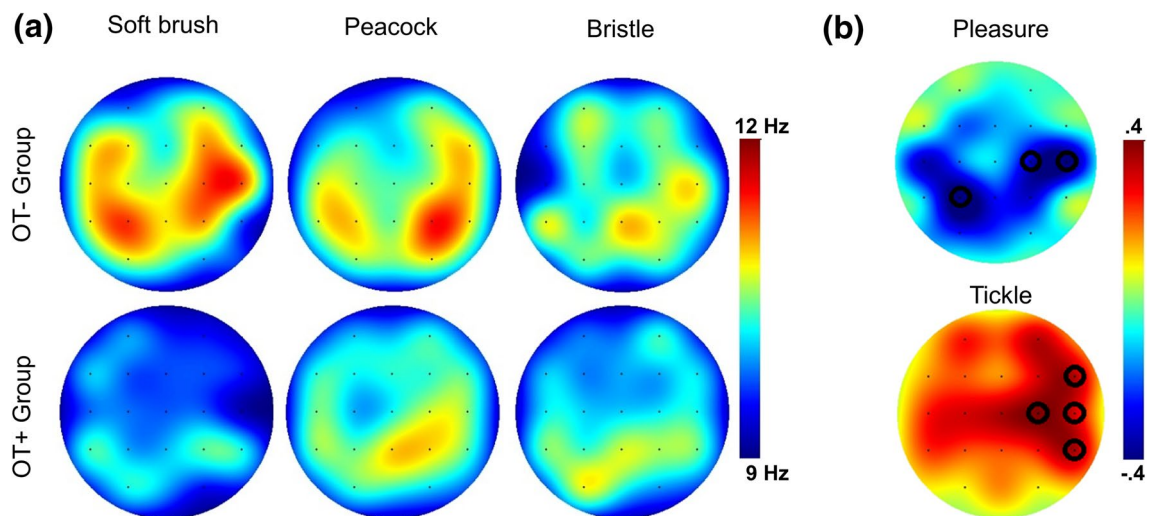 (a)
Soft brush
Peacock
Bristle
OT- Group
OT+ Group
12 Hz
9 Hz
(b)
Pleasure
Tickle
.4
-.4